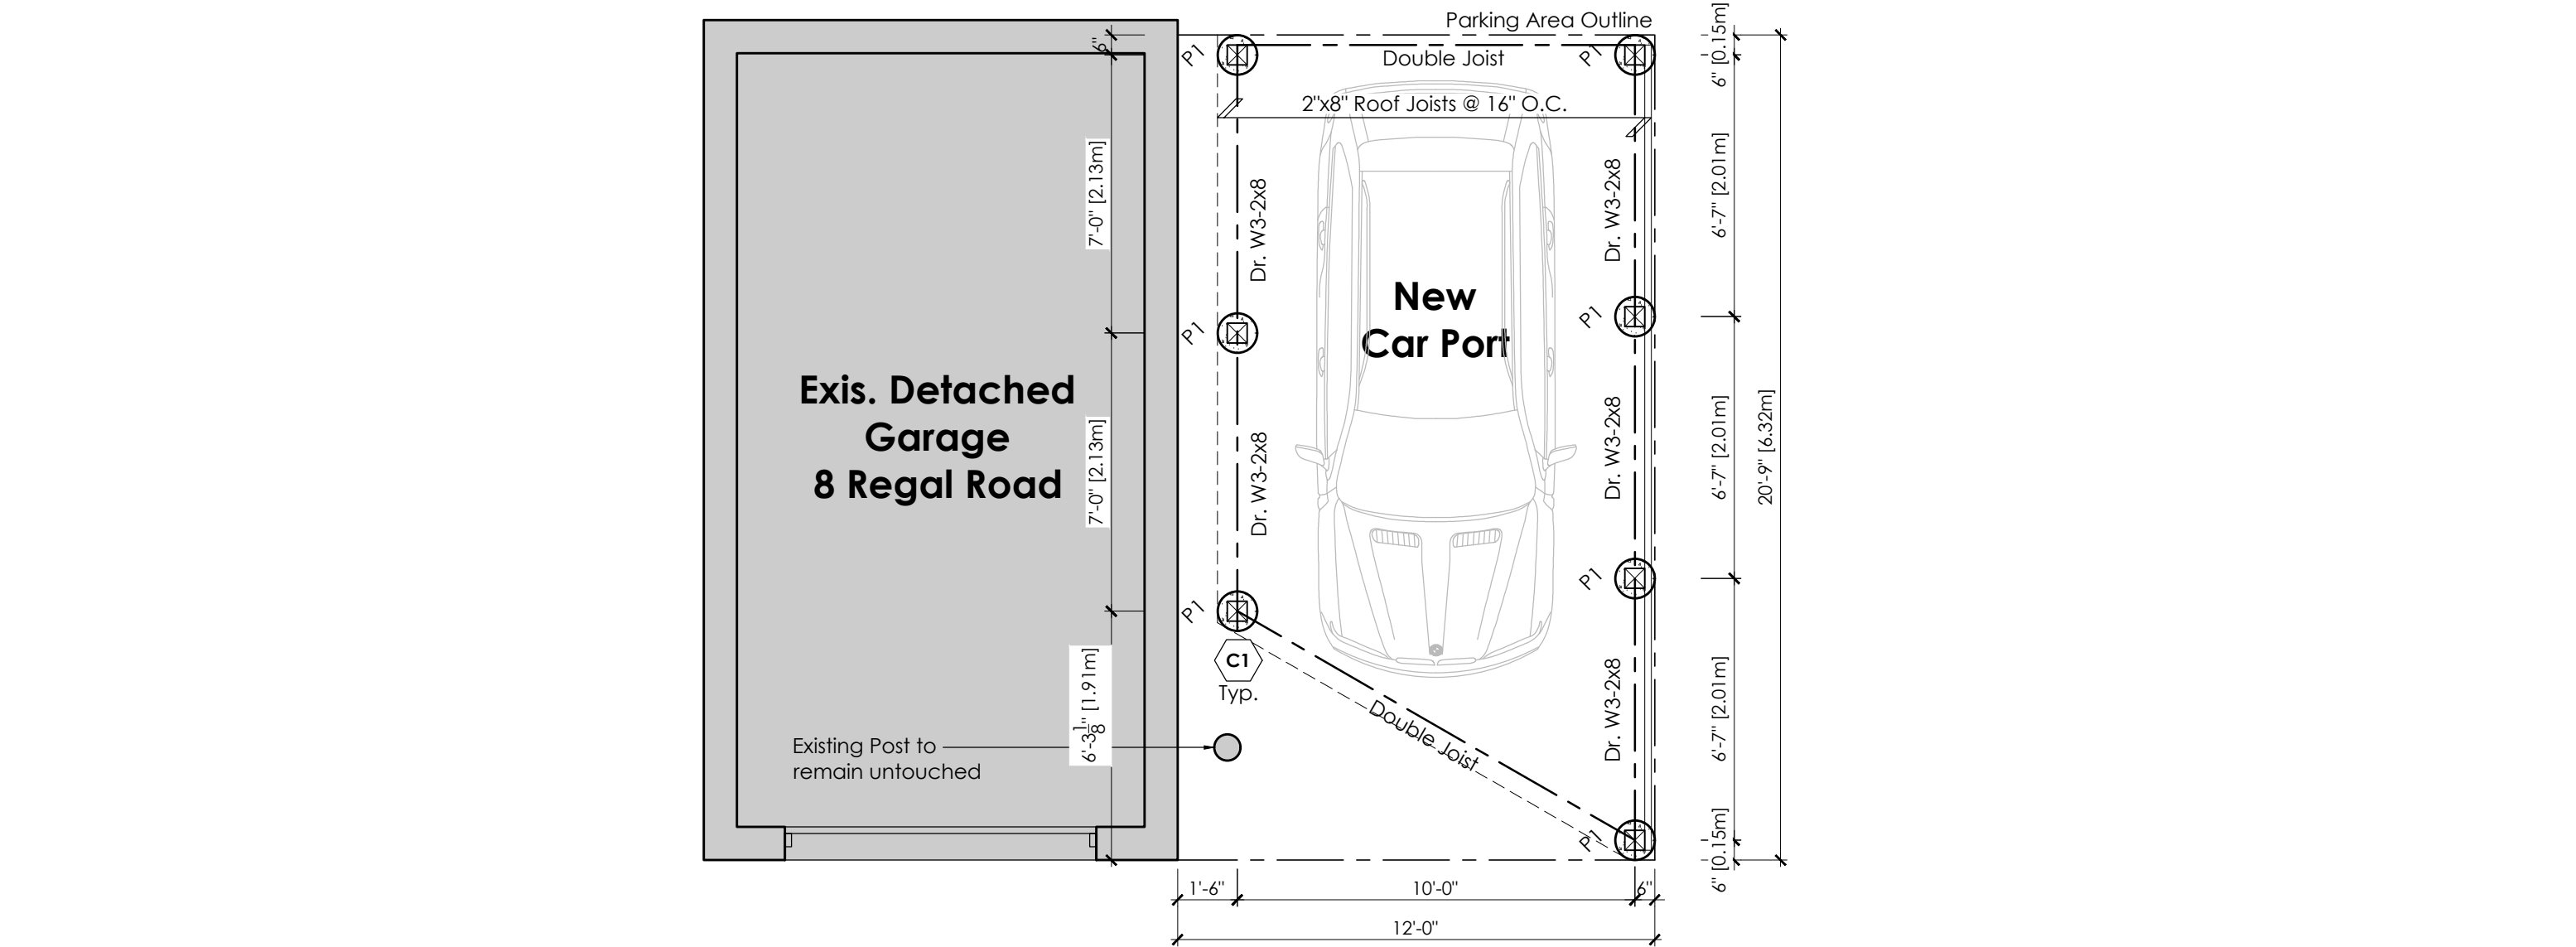 Parking Area Outline
6"
P1
P1
Double Joist
6" [0.15m]
2"x8" Roof Joists @ 16" O.C.
7'-0" [2.13m]
Dr. W3-2x8
Dr. W3-2x8
6'-7" [2.01m]
New
Car Port
P1
P1
Exis. Detached
Garage
8 Regal Road
7'-0" [2.13m]
Dr. W3-2x8
Dr. W3-2x8
6'-7" [2.01m]
20'-9" [6.32m]
P1
P1
C1
Typ.
6'-3 1/8" [1.91m]
Double Joist
Dr. W3-2x8
6'-7" [2.01m]
Existing Post to
remain untouched
P1
6" [0.15m]
1'-6"
10'-0"
6"
12'-0"